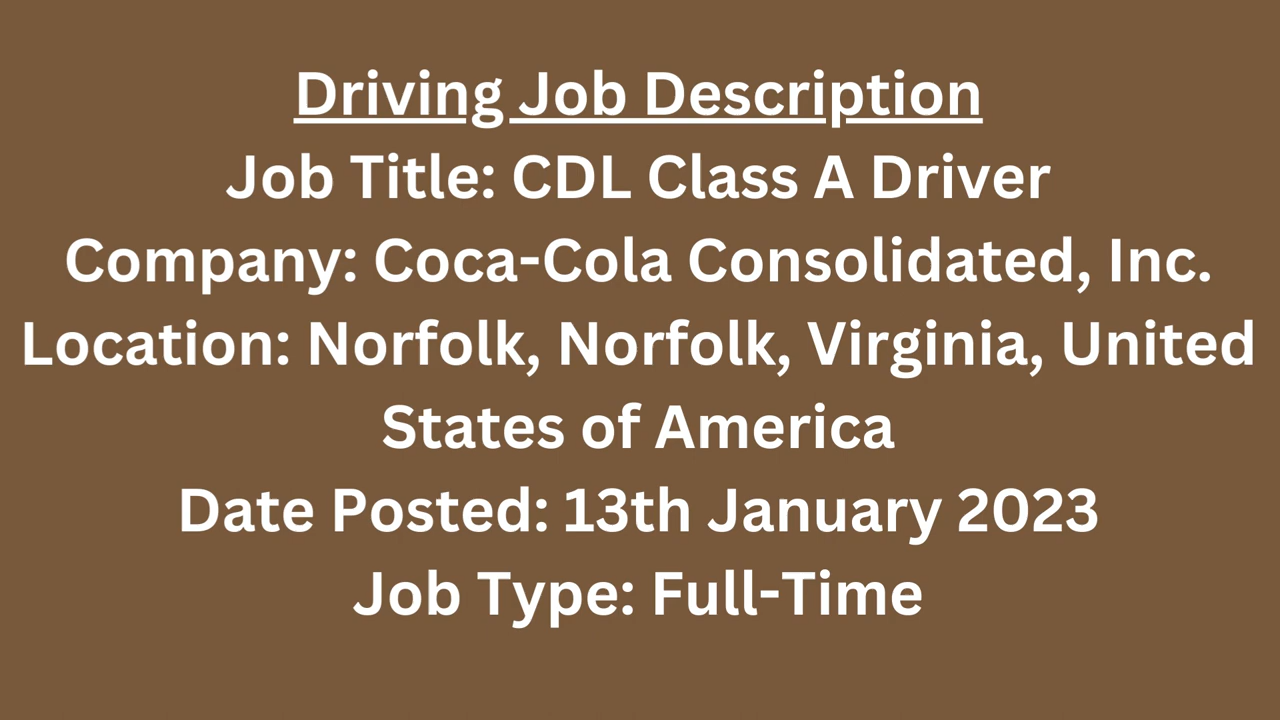 Driving Job Description
Job Title: CDL Class A Driver
Company: Coca-Cola Consolidated, Inc.
Location: Norfolk, Norfolk, Virginia, United
States of America
Date Posted: 13th January 2023
Job Type: Full-Time